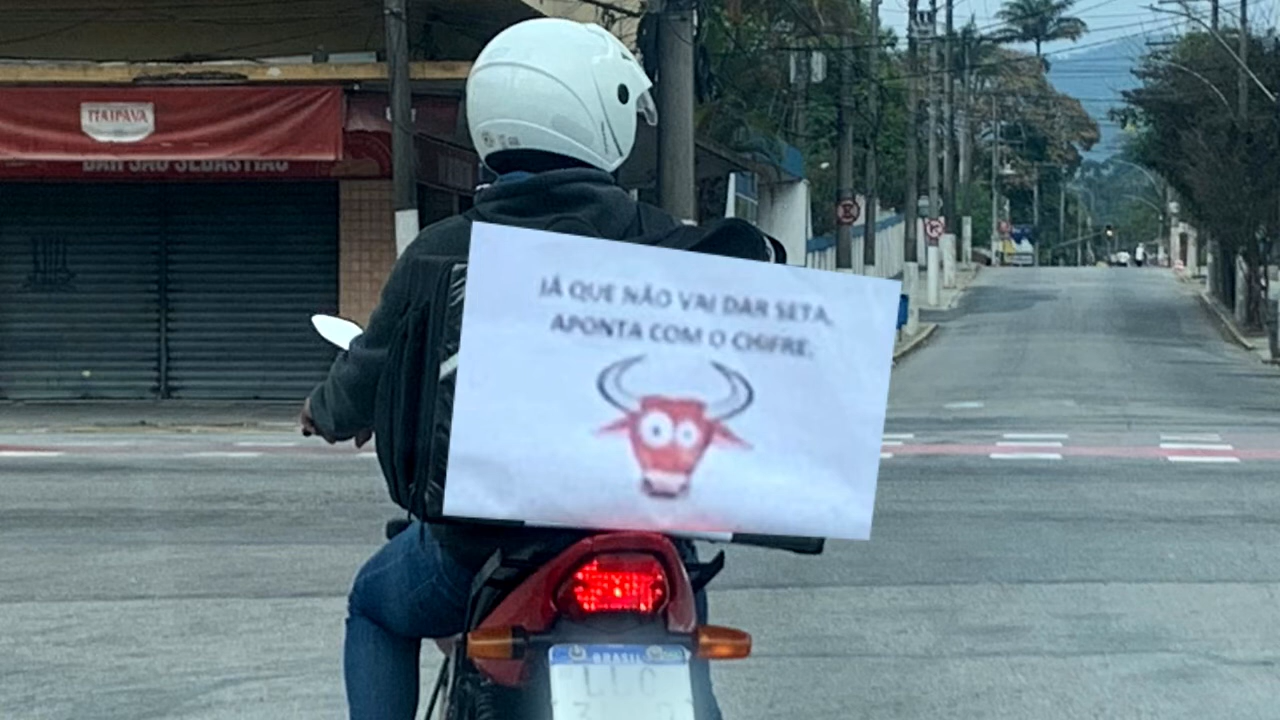 ITAIPAVA
BAR SÃO SEBASTIÃO
JÁ QUE NÃO VAI DAR SETA,
APONTA COM O CHIFRE.
BRASIL